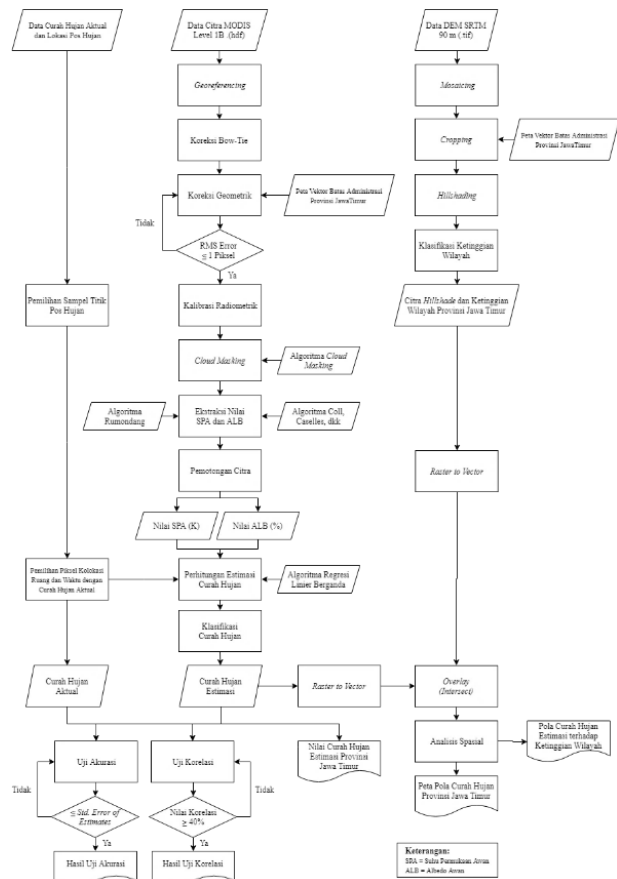 Data Curah Hujan Aktual
dan Lokasi Pos Hujan
Data Citra MODIS
Level 1B .(hdf)
Data DEM SRTM
90 m (.tif)
Georeferencing
Mosaicing
Koreksi Bow-Tie
Cropping
Peta Vektor Batas Administrasi
Provinsi JawaTimur
Koreksi Geometrik
Peta Vektor Batas Administrasi
Provinsi JawaTimur
Hillshading
Tidak
RMS Error
≤ 1 Piksel
Ya
Klasifikasi Ketinggian
Wilayah
Pemilihan Sampel Titik
Pos Hujan
Kalibrasi Radiometrik
Citra Hillshade dan Ketinggian
Wilayah Provinsi Jawa Timur
Cloud Masking
Algoritma Cloud
Masking
Algoritma
Rumondang
Ekstraksi Nilai
SPA dan ALB
Algoritma Coll,
Caselles, dkk
Pemotongan Citra
Raster to Vector
Nilai SPA (K)
Nilai ALB (%)
Pemilihan Piksel Kolokasi
Ruang dan Waktu dengan
Curah Hujan Aktual
Perhitungan Estimasi
Curah Hujan
Algoritma Regresi
Linier Berganda
Klasifikasi
Curah Hujan
Curah Hujan
Aktual
Curah Hujan
Estimasi
Raster to Vector
Overlay
(Intersect)
Uji Akurasi
Uji Korelasi
Nilai Curah Hujan
Estimasi Provinsi
Jawa Timur
Analisis Spasial
Pola Curah Hujan
Estimasi terhadap
Ketinggian Wilayah
Tidak
Tidak
≤ Std. Error of
Estimates
Nilai Korelasi
≥ 40%
Peta Pola Curah Hujan
Provinsi Jawa Timur
Ya
Ya
Hasil Uji Akurasi
Hasil Uji Korelasi
Keterangan:
SPA = Suhu Permukaan Awan
ALB = Albedo Awan